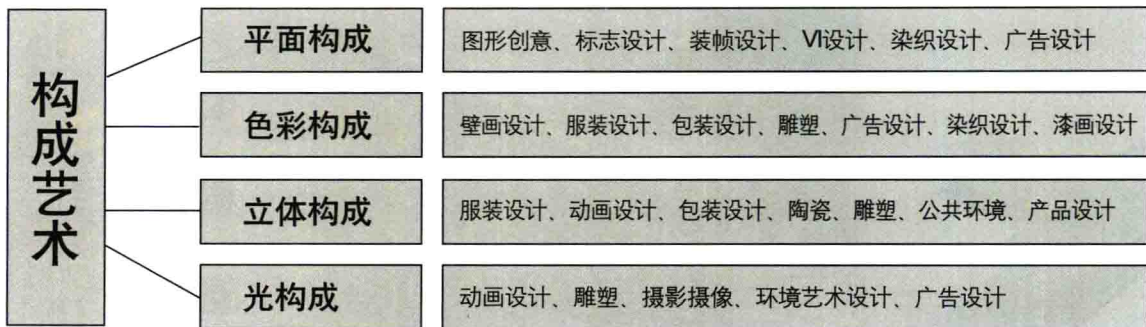 构成艺术
平面构成
图形创意、标志设计、装帧设计、VI设计、染织设计、广告设计
色彩构成
壁画设计、服装设计、包装设计、雕塑、广告设计、染织设计、漆画设计
立体构成
服装设计、动画设计、包装设计、陶瓷、雕塑、公共环境、产品设计
光构成
动画设计、雕塑、摄影摄像、环境艺术设计、广告设计